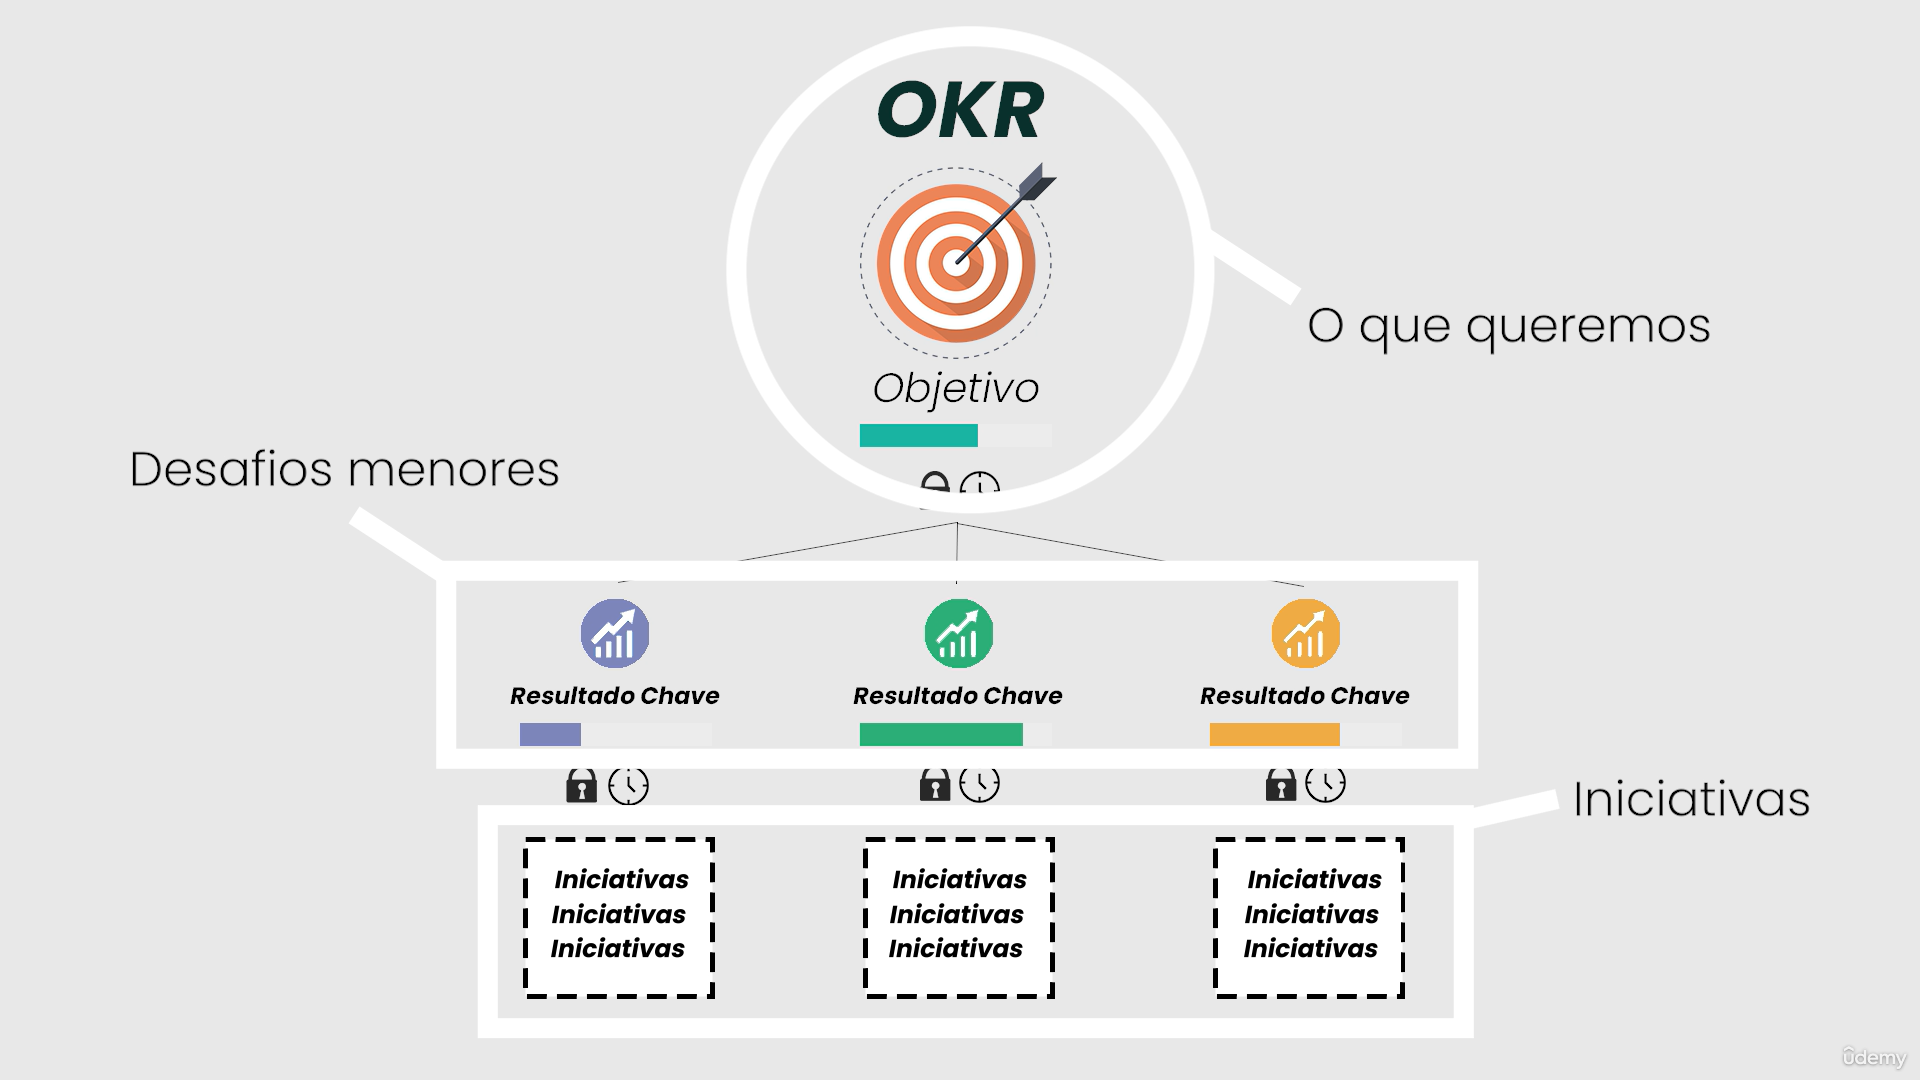 OKR
O que queremos
Objetivo
Desafios menores
Resultado Chave
Resultado Chave
Resultado Chave
Iniciativas
Iniciativas
Iniciativas
Iniciativas
Iniciativas
Iniciativas
Iniciativas
Iniciativas
Iniciativas
Iniciativas
ûdemy